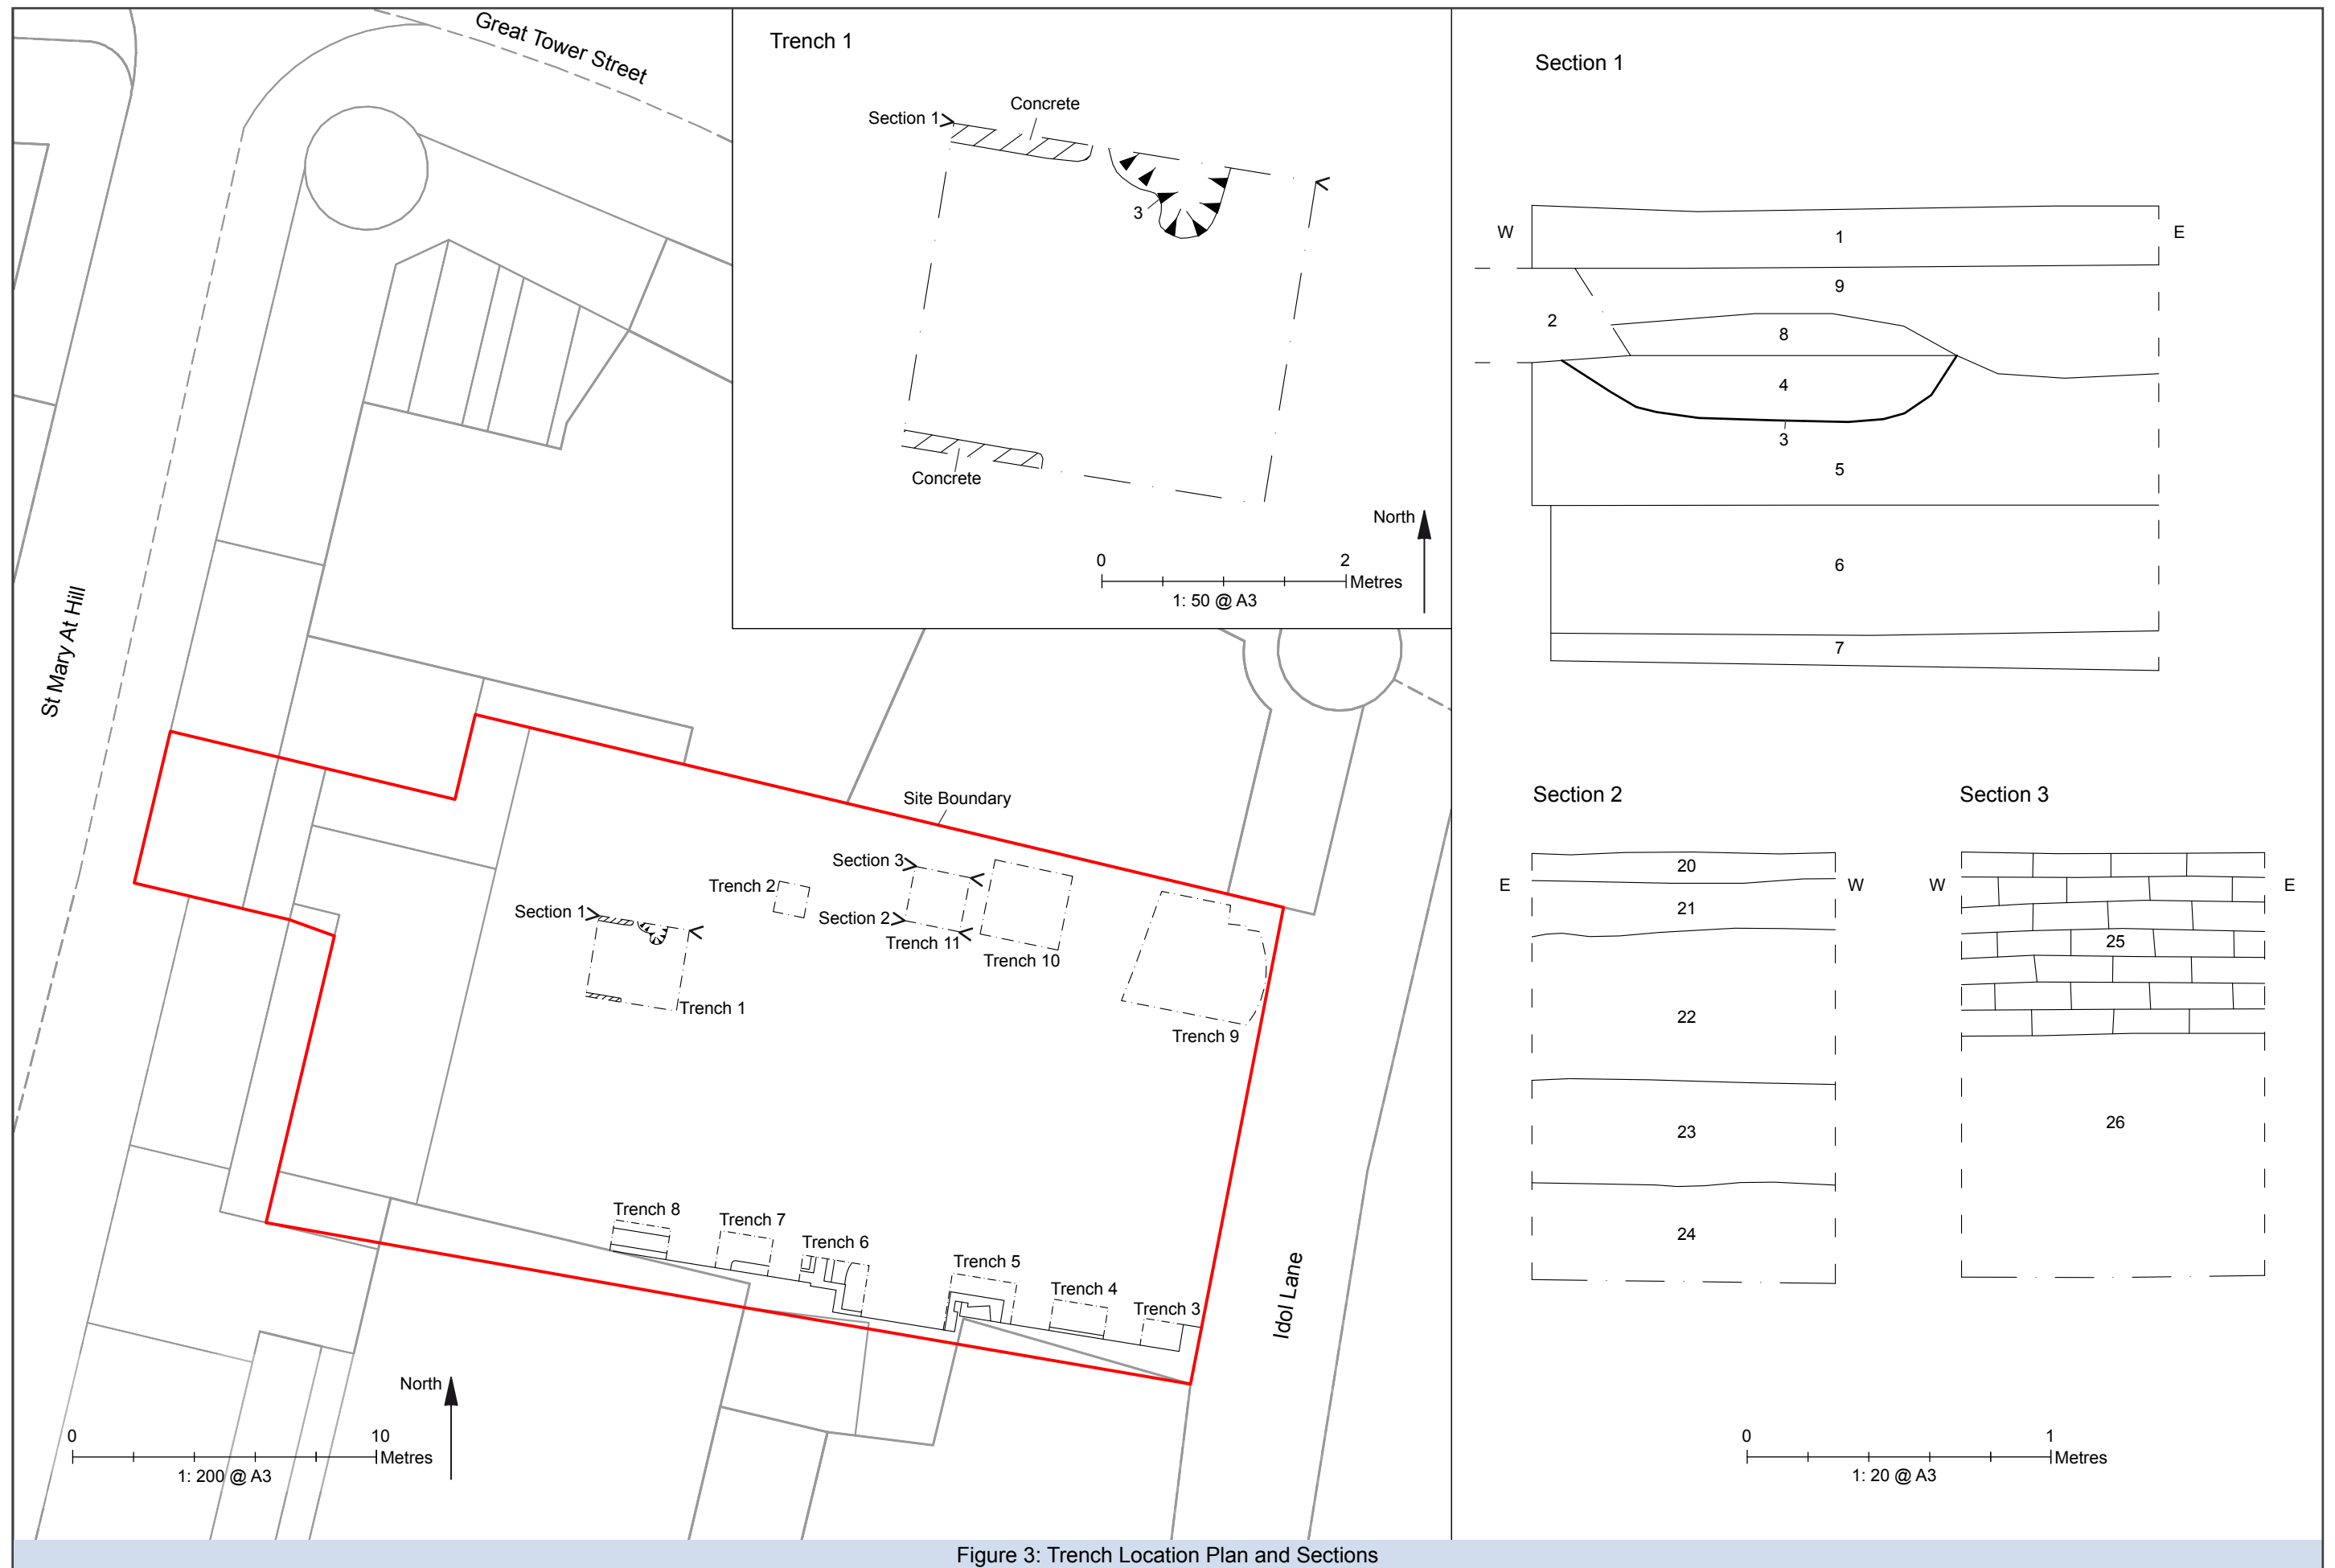 Great Tower Street
St Mary At Hill
Site Boundary
Section 3
Trench 2
Section 2
Section 1
Trench 11
Trench 10
Trench 1
Trench 9
Trench 8
Trench 7
Trench 6
Trench 5
Trench 4
Trench 3
Idol Lane
North
0 10
Metres
1: 200 @ A3
Trench 1
Concrete
Section 1
3
Concrete
North
0 2
Metres
1: 50 @ A3
Section 1
W 1 E
9
2
8
4
3
5
6
7
Section 2
20
E W
21
22
23
24
Section 3
W E
25
26
0 1
Metres
1: 20 @ A3
Figure 3: Trench Location Plan and Sections